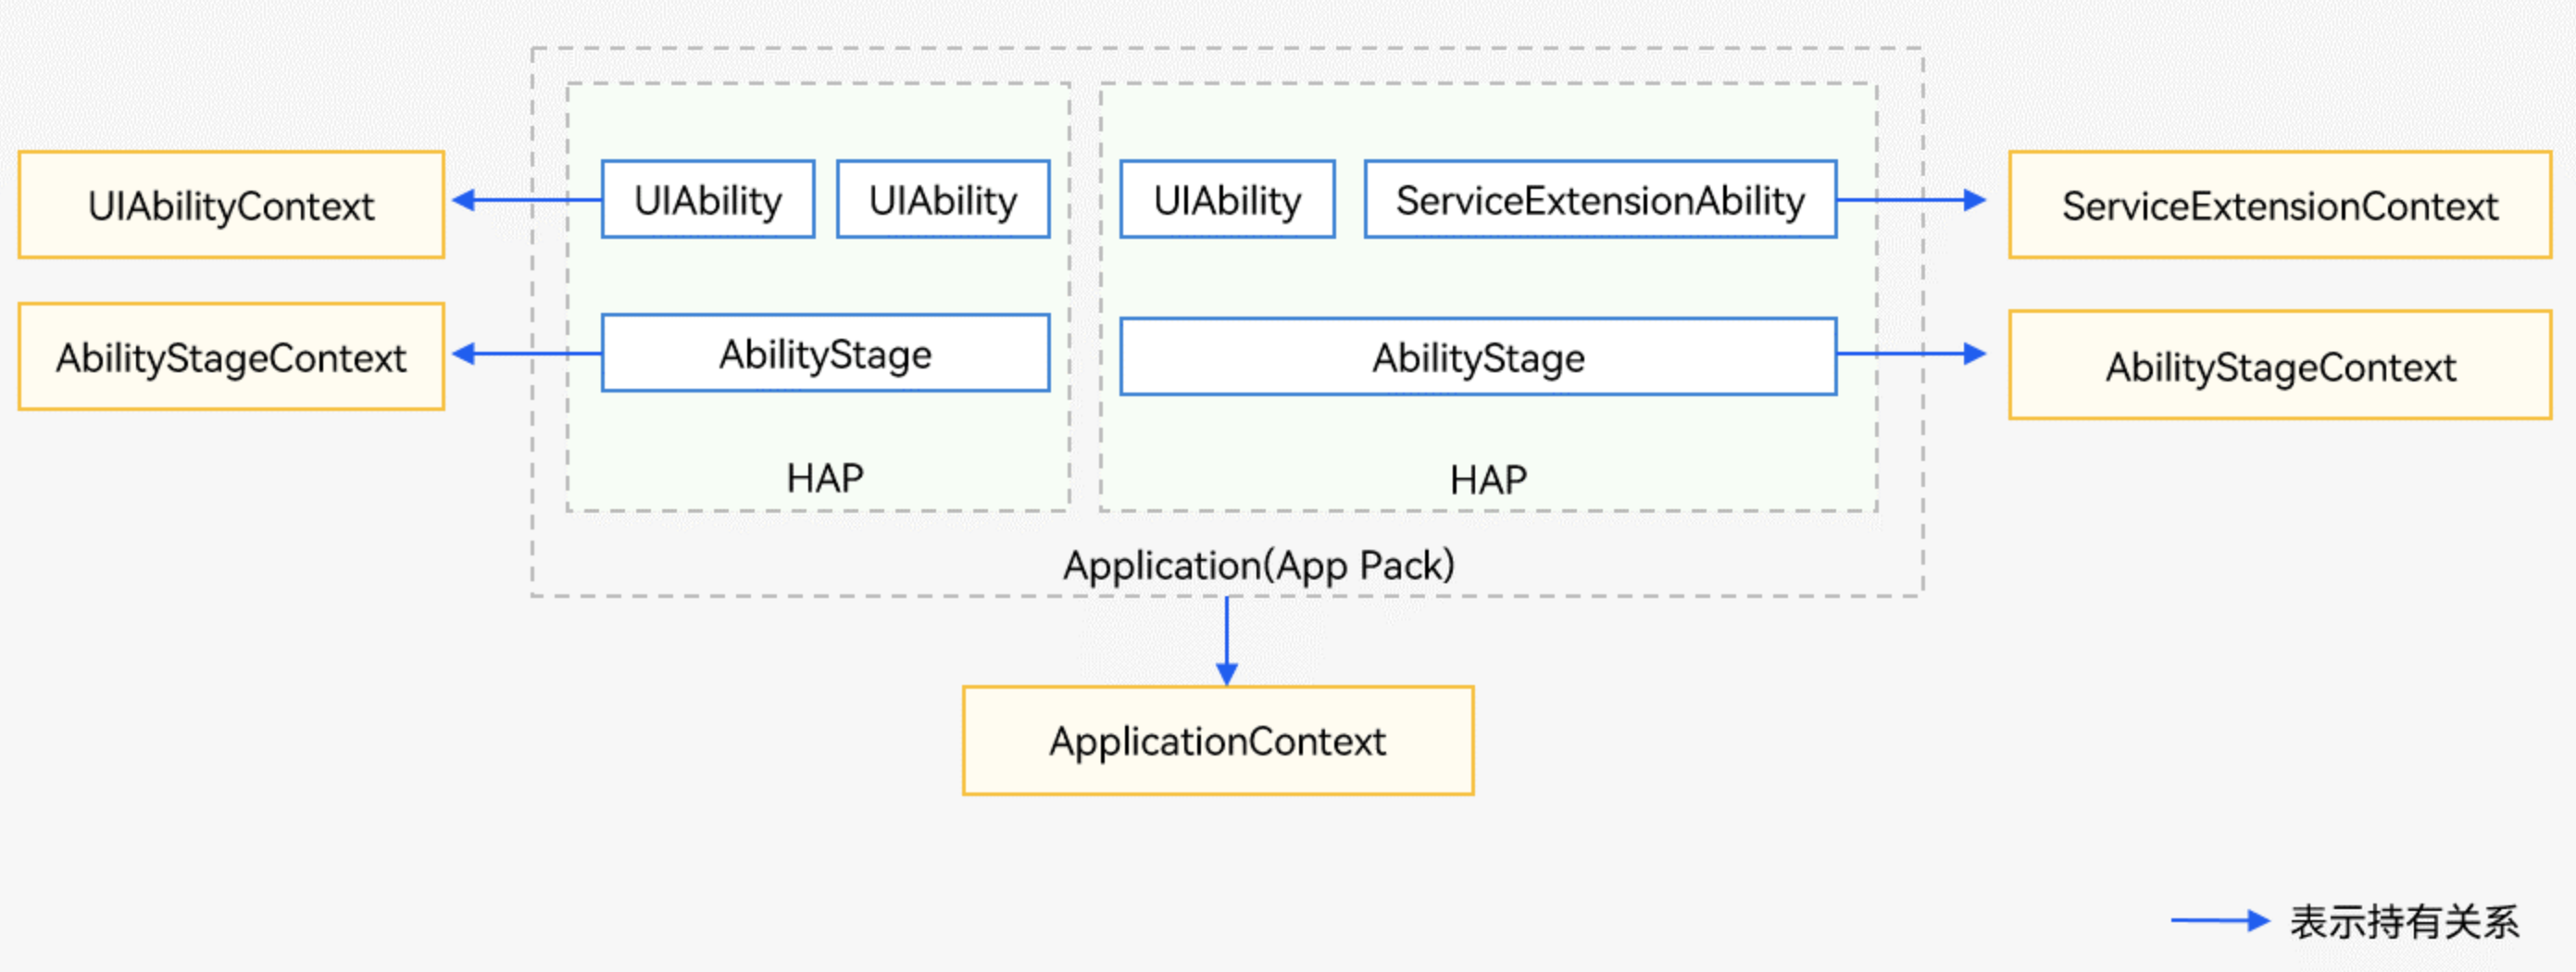 UIAbilityContext
UIAbility
UIAbility
UIAbility
ServiceExtensionAbility
ServiceExtensionContext
AbilityStageContext
AbilityStage
AbilityStage
AbilityStageContext
HAP
HAP
Application(App Pack)
ApplicationContext
表示持有关系